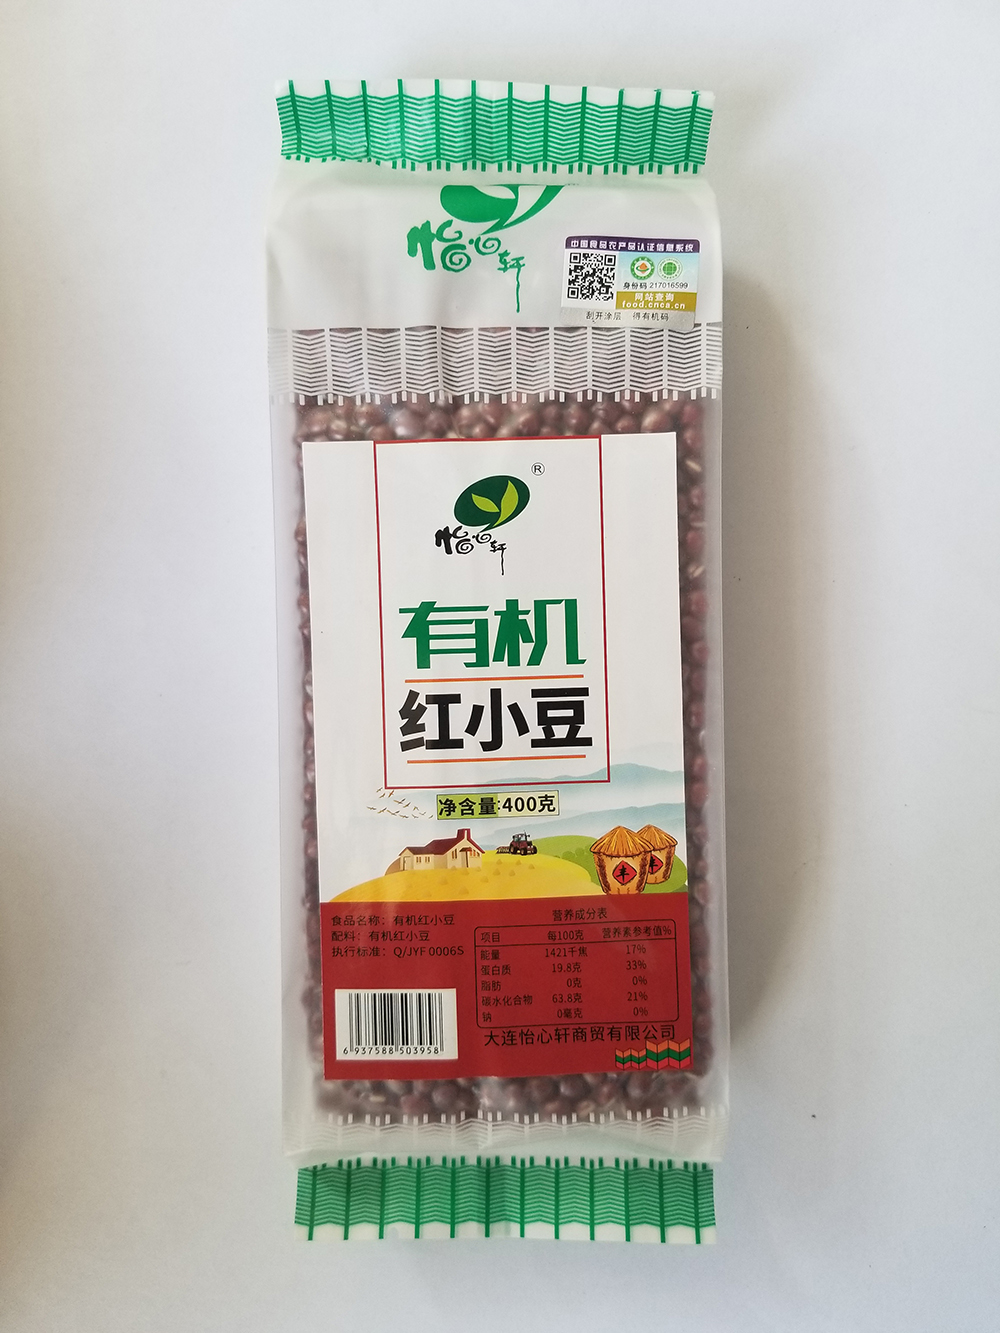 怡心轩
中国食品农产品认证信息系统
身份码 217016599
网站查询
food.cnca.cn
刮开涂层 得有机码
®
怡心轩
有机
红小豆
净含量:400克
丰 丰
食品名称：有机红小豆
配料：有机红小豆
执行标准：Q/JYF 0006S
营养成分表
项目 每100克 营养素参考值%
能量 1421千焦 17%
蛋白质 19.8克 33%
脂肪 0克 0%
碳水化合物 63.8克 21%
钠 0毫克 0%
大连怡心轩商贸有限公司
6 937588 503958